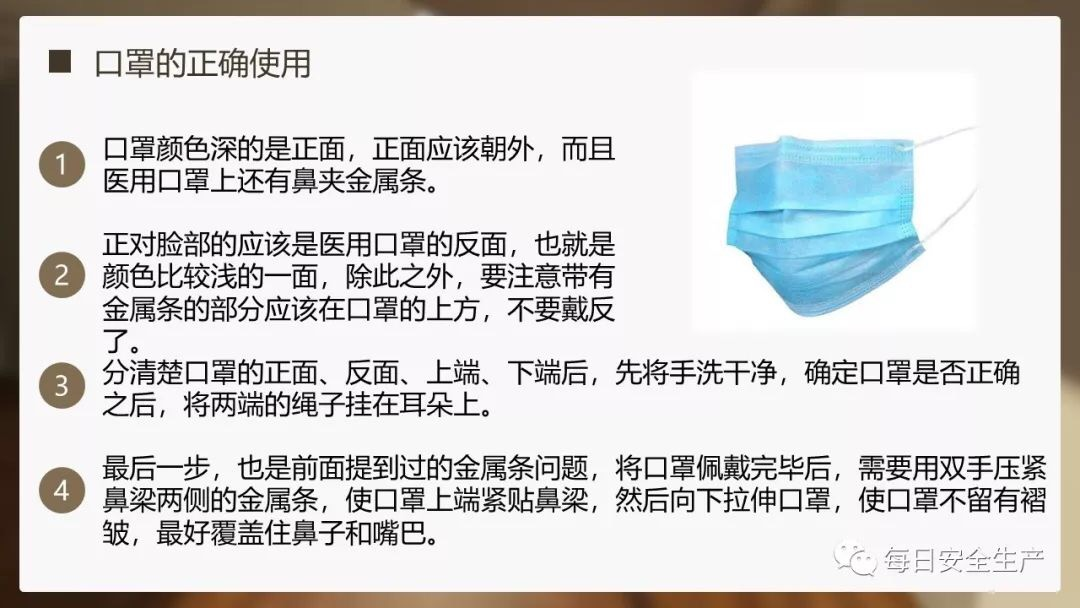 口罩的正确使用
1
口罩颜色深的是正面，正面应该朝外，而且
医用口罩上还有鼻夹金属条。
2
正对脸部的应该是医用口罩的反面，也就是
颜色比较浅的一面，除此之外，要注意带有
金属条的部分应该在口罩的上方，不要戴反
了。
3
分清楚口罩的正面、反面、上端、下端后，先将手洗干净，确定口罩是否正确
之后，将两端的绳子挂在耳朵上。
4
最后一步，也是前面提到过的金属条问题，将口罩佩戴完毕后，需要用双手压紧
鼻梁两侧的金属条，使口罩上端紧贴鼻梁，然后向下拉伸口罩，使口罩不留有褶
皱，最好覆盖住鼻子和嘴巴。
每日安全生产